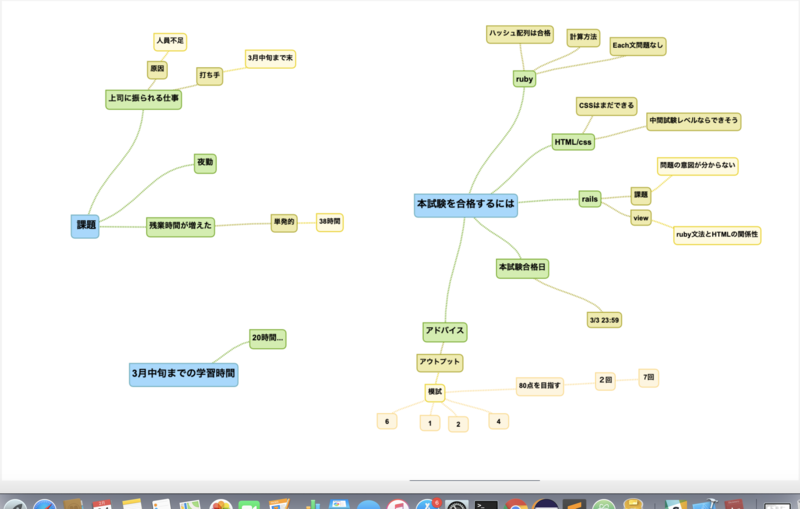 人員不足
原因
打ち手
3月中旬まで末
上司に振られる仕事
夜勤
課題
残業時間が増えた
単発的
38時間
20時間...
3月中旬までの学習時間
ハッシュ配列は合格
計算方法
Each文問題なし
ruby
CSSはまだできる
中間試験レベルならできそう
HTML/css
問題の意図が分からない
課題
rails
view
ruby文法とHTMLの関係性
本試験を合格するには
本試験合格日
3/3 23:59
アドバイス
アウトプット
模試
80点を目指す
2回
7回
6
1
2
4